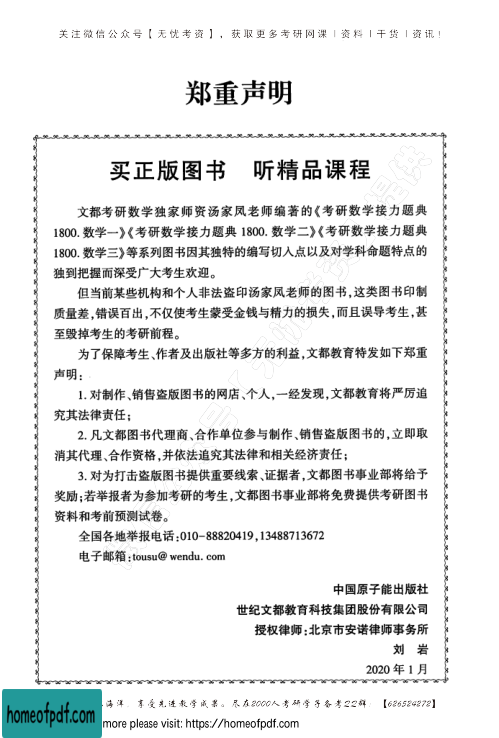 关注微信公众号【无忧考资】，获取更多考研网课|资料|干货|资讯!
郑重声明
买正版图书 听精品课程
文都考研数学独家师资汤家凤老师编著的《考研数学接力题典
1800.数学一》《考研数学接力题典 1800.数学二》《考研数学接力题典
1800.数学三》等系列图书因其独特的编写切入点以及对学科命题特点的
独到把握而深受广大考生欢迎。
但当前某些机构和个人非法盗印汤家凤老师的图书,这类图书印制
质量差,错误百出,不仅使考生蒙受金钱与精力的损失,而且误导考生,甚
至毁掉考生的考研前程。
为了保障考生、作者及出版社等多方的利益,文都教育特发如下郑重
声明:
1.对制作、销售盗版图书的网店、个人,一经发现,文都教育将严厉追
究其法律责任;
2.凡文都图书代理商、合作单位参与制作、销售盗版图书的,立即取
消其代理、合作资格,并依法追究其法律和相关经济责任;
3.对为打击盗版图书提供重要线索、证据者,文都图书事业部将给予
奖励;若举报者为参加考研的考生,文都图书事业部将免费提供考研图书
资料和考前预测试卷。
全国各地举报电话:010-88820419,13488713672
电子邮箱:tousu@wendu.com
中国原子能出版社
世纪文都教育科技集团股份有限公司
授权律师:北京市安诺律师事务所
刘 岩
2020 年 1 月
海洋，享受先进教学成果。尽在2000人考研学子备考22群：【626524272】
homeofpdf.com
more please visit: https://homeofpdf.com